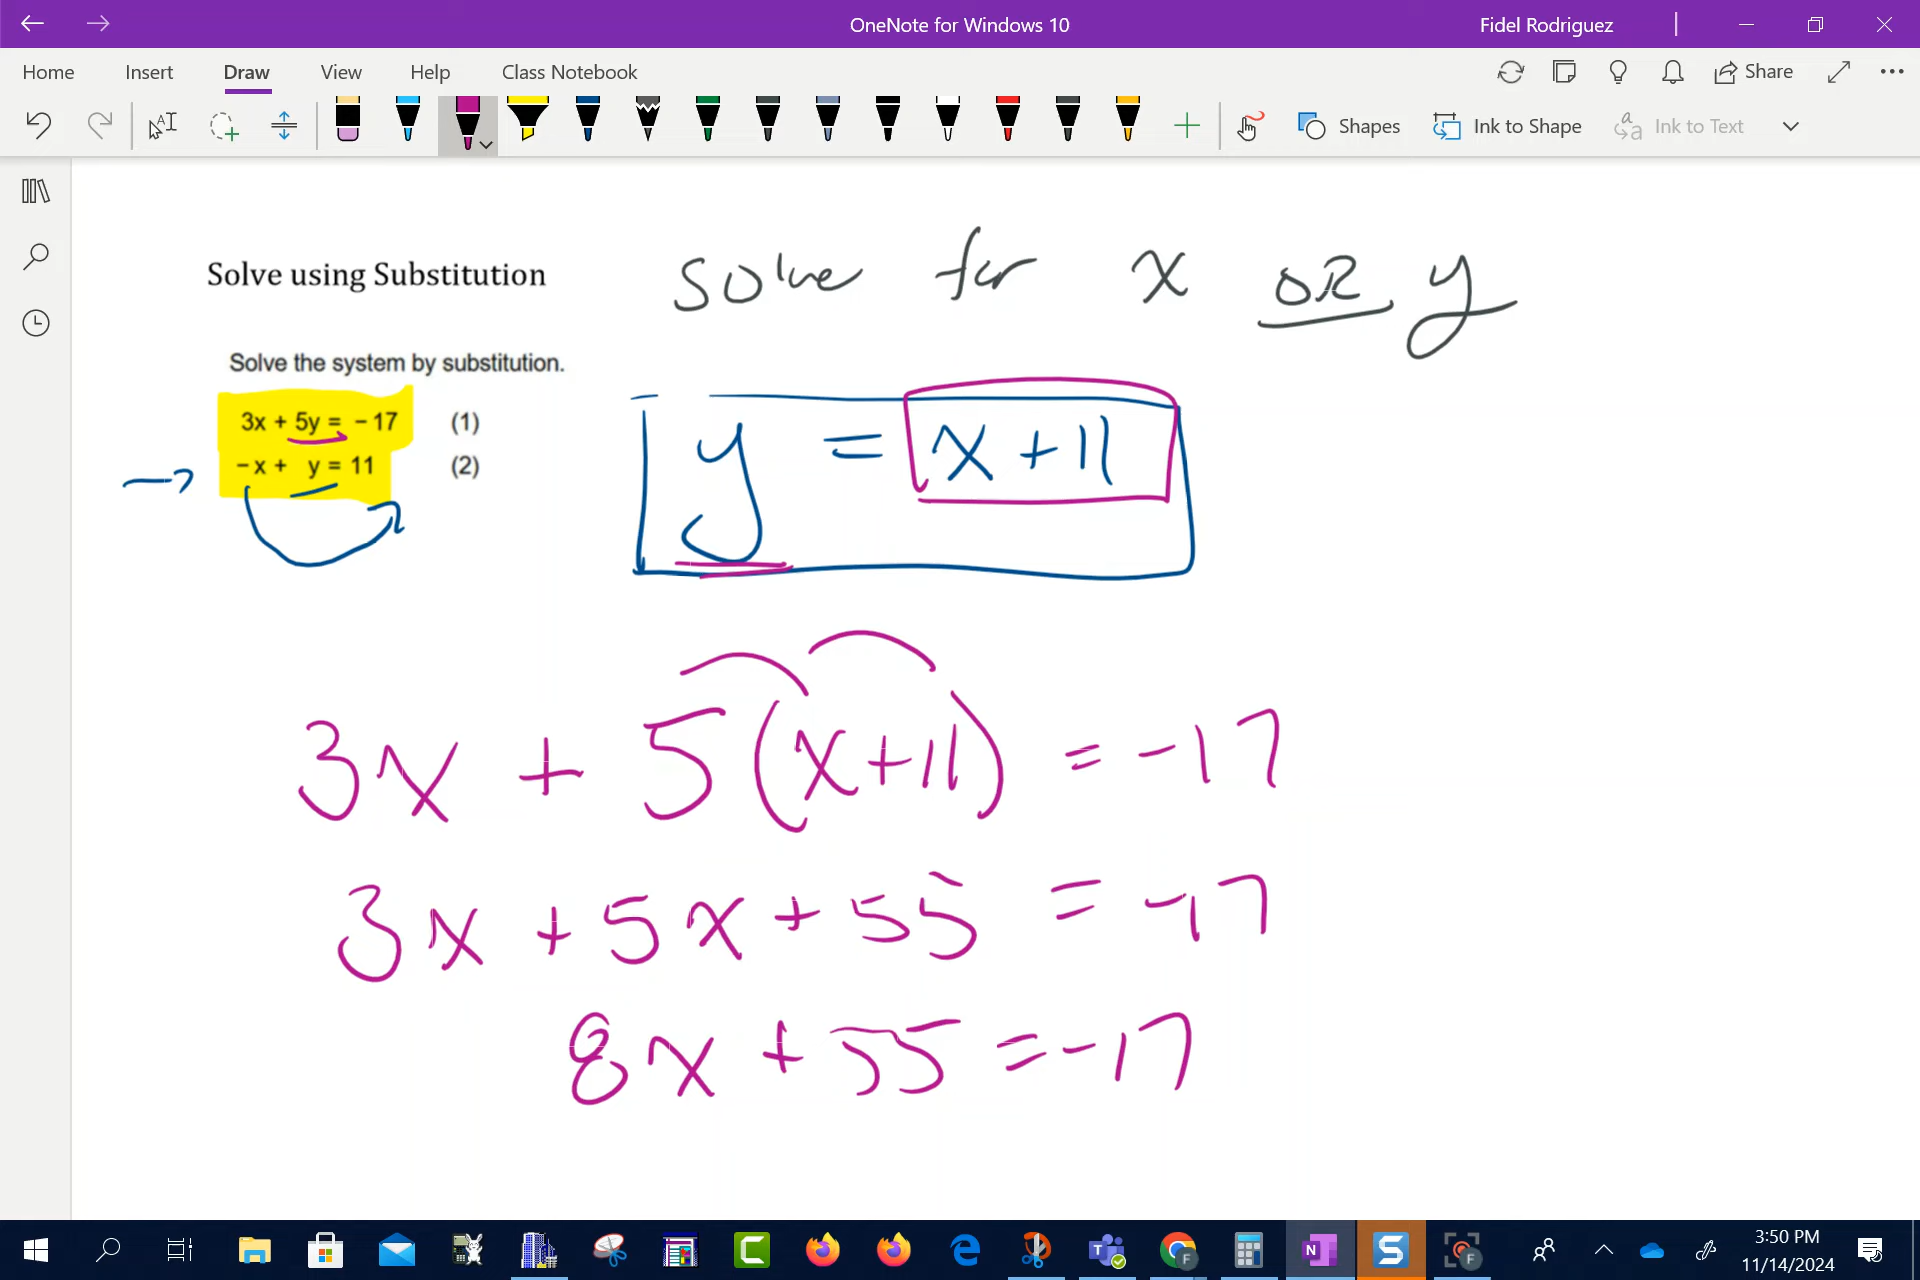 OneNote for Windows 10
Fidel Rodriguez
Home Insert Draw View Help Class Notebook Share
Shapes Ink to Shape Ink to Text
Solve using Substitution
Solve for x OR y
Solve the system by substitution.
3x + 5y = - 17 (1)
- x + y = 11 (2)
y = x + 11
3x + 5(x+11) = -17
3x + 5x + 55 = -17
8x + 55 = -17
3:50 PM
11/14/2024